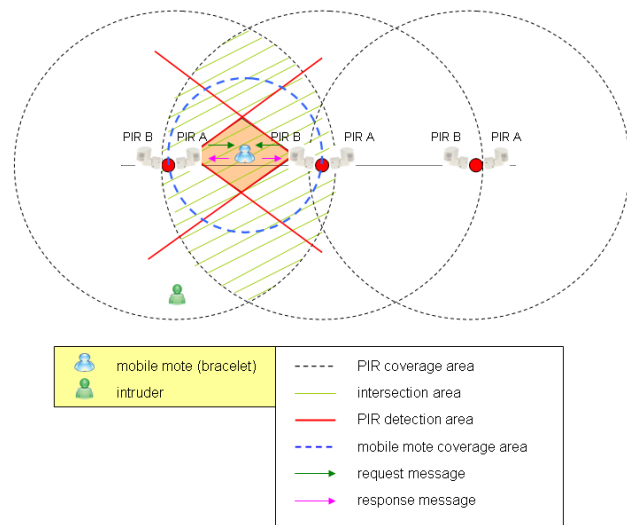 PIR B PIR A PIR B PIR A PIR B PIR A
mobile mote (bracelet)
intruder
PIR coverage area
intersection area
PIR detection area
mobile mote coverage area
request message
response message